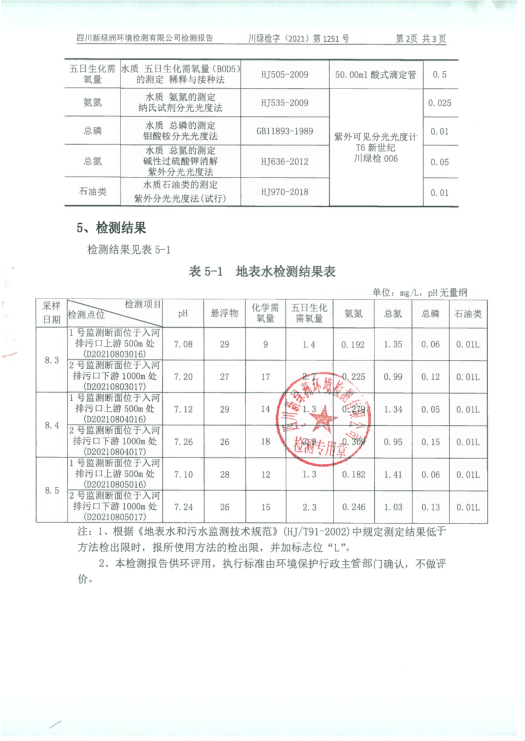 四川新绿洲环境检测有限公司检测报告 川绿检字（2021）第 1251 号 第 2页 共 3 页
五日生化需氧量 水质 五日生化需氧量（BOD5）的测定 稀释与接种法 HJ505-2009 50.00ml 酸式滴定管 0.5
氨氮 水质 氨氮的测定 纳氏试剂分光光度法 HJ535-2009 紫外可见分光光度计 T6 新世纪 川绿检 006 0.025
总磷 水质 总磷的测定 钼酸铵分光光度法 GB11893-1989 0.01
总氮 水质 总氮的测定 碱性过硫酸钾消解紫外分光光度法 HJ636-2012 0.05
石油类 水质石油类的测定 紫外分光光度法（试行） HJ970-2018 0.01
5、检测结果
检测结果见表 5-1
表 5-1 地表水检测结果表
单位：mg/L，pH 无量纲
采样日期 检测项目 检测点位 pH 悬浮物 化学需氧量 五日生化需氧量 氨氮 总氮 总磷 石油类
8.3 1 号监测断面位于入河排污口上游 500m 处（D20210803016） 7.08 29 9 1.4 0.192 1.35 0.06 0.01L
2 号监测断面位于入河排污口下游 1000m 处（D20210803017） 7.20 27 17 0.225 0.99 0.12 0.01L
8.4 1 号监测断面位于入河排污口上游 500m 处（D20210804016） 7.12 29 14 1.3 0.279 1.34 0.05 0.01L
2 号监测断面位于入河排污口下游 1000m 处（D20210804017） 7.26 26 18 0.95 0.15 0.01L
8.5 1 号监测断面位于入河排污口上游 500m 处（D20210805016） 7.10 28 12 1.3 0.182 1.41 0.06 0.01L
2 号监测断面位于入河排污口下游 1000m 处（D20210805017） 7.24 26 15 2.3 0.246 1.03 0.13 0.01L
四川新绿洲环境检测有限公司
检测专用章
注：1、根据《地表水和污水监测技术规范》（HJ/T91-2002）中规定测定结果低于
方法检出限时，报所使用方法的检出限，并加标志位“L”。
2、本检测报告供环评用，执行标准由环境保护行政主管部门确认，不做评
价。